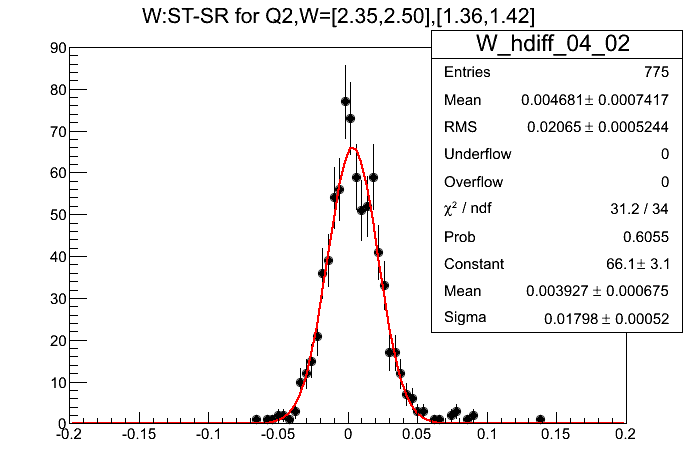 W:ST-SR for Q2,W=[2.35,2.50],[1.36,1.42]
W_hdiff_04_02
Entries 775
Mean 0.004681± 0.0007417
RMS 0.02065± 0.0005244
Underflow 0
Overflow 0
χ² / ndf 31.2 / 34
Prob 0.6055
Constant 66.1± 3.1
Mean 0.003927 ± 0.000675
Sigma 0.01798 ± 0.00052
90
80
70
60
50
40
30
20
10
0
-0.2 -0.15 -0.1 -0.05 0 0.05 0.1 0.15 0.2